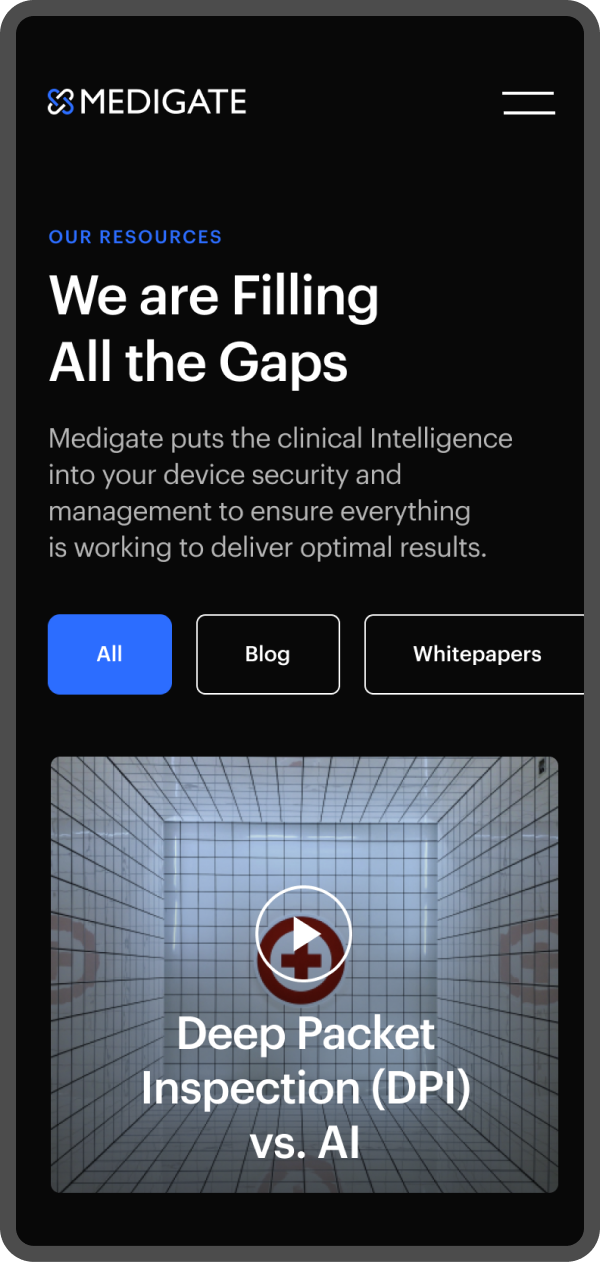 MEDIGATE
OUR RESOURCES
We are Filling
All the Gaps
Medigate puts the clinical Intelligence
into your device security and
management to ensure everything
is working to deliver optimal results.
All
Blog
Whitepapers
Deep Packet
Inspection (DPI)
vs. AI